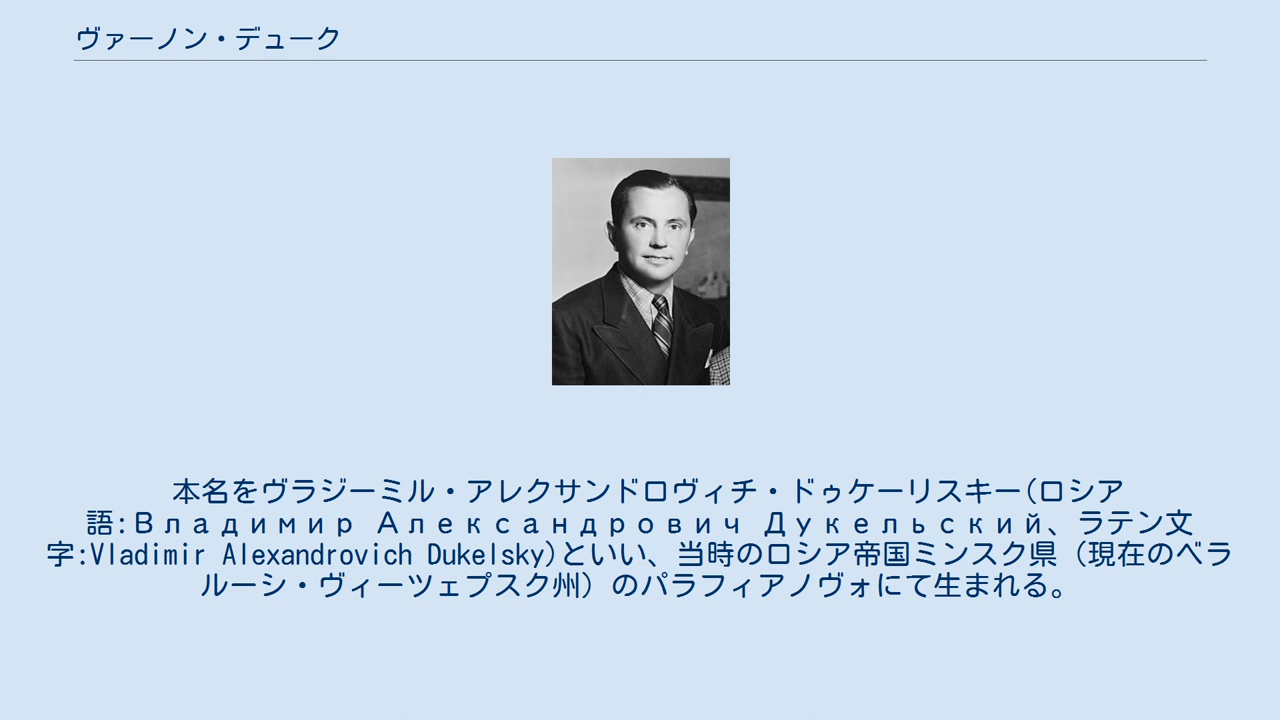 ヴァーノン・デューク
本名をヴラジーミル・アレクサンドロヴィチ・ドゥケーリスキー(ロシア
語:Владимир Александрович Дукельский、ラテン文
字:Vladimir Alexandrovich Dukelsky)といい、当時のロシア帝国ミンスク県（現在のベラ
ルーシ・ヴィーツェプスク州）のパラフィアノヴォにて生まれる。